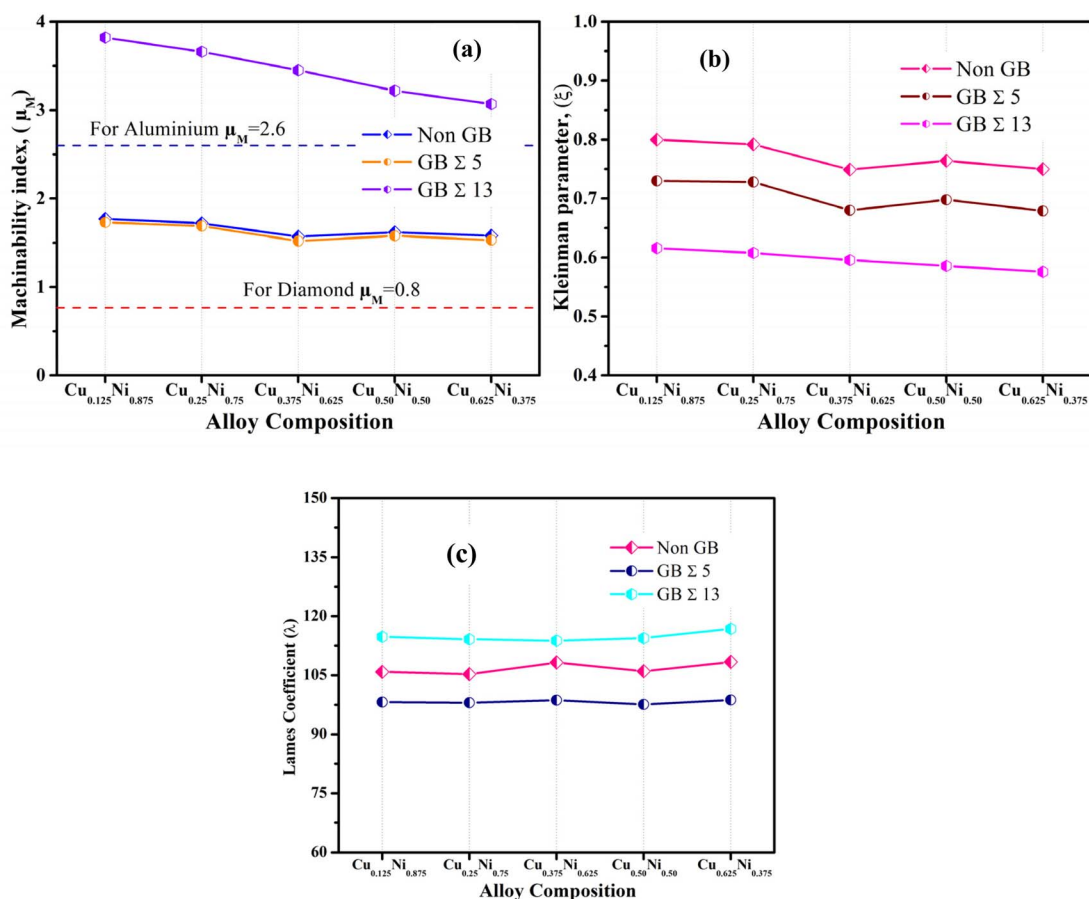 (a)
Machinability index, ( μM)
4
3
2
1
0
For Aluminium μM=2.6
Non GB
GB Σ 5
GB Σ 13
For Diamond μM=0.8
Cu0.125Ni0.875
Cu0.25Ni0.75
Cu0.375Ni0.625
Cu0.50Ni0.50
Cu0.625Ni0.375
Alloy Composition
(b)
Kleinman parameter, (ξ)
1.0
0.9
0.8
0.7
0.6
0.5
0.4
Non GB
GB Σ 5
GB Σ 13
Cu0.125Ni0.875
Cu0.25Ni0.75
Cu0.375Ni0.625
Cu0.50Ni0.50
Cu0.625Ni0.375
Alloy Composition
(c)
Lames Coefficient (λ)
150
135
120
105
90
75
60
Non GB
GB Σ 5
GB Σ 13
Cu0.125Ni0.875
Cu0.25Ni0.75
Cu0.375Ni0.625
Cu0.50Ni0.50
Cu0.625Ni0.375
Alloy Composition